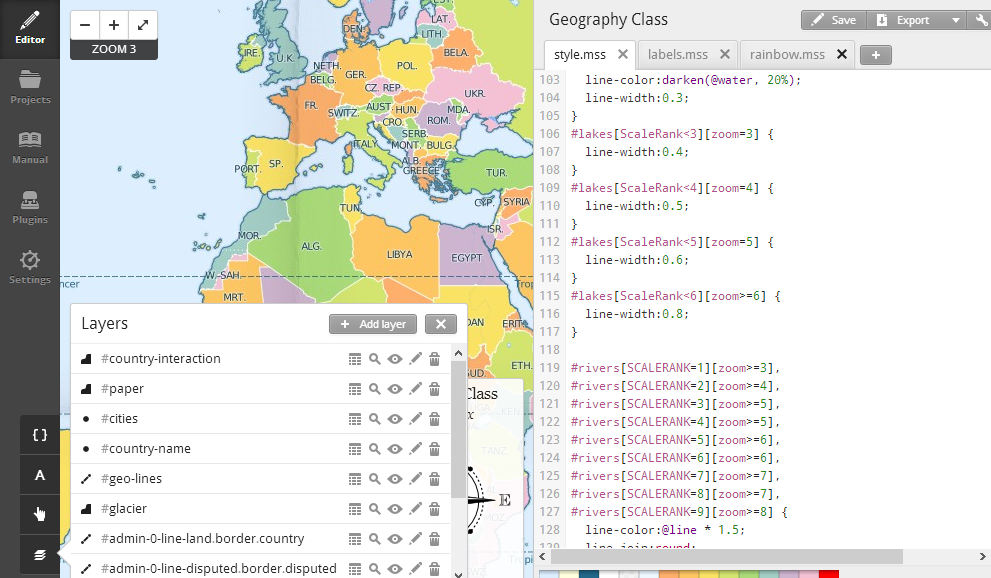 Editor
Projects
Manual
Plugins
Settings
ZOOM 3
{ }
A
DEN.
LAT.
LITH.
IRE.
U.K.
BELA.
NETH.
POL.
BELG.
GER.
CZ. REP.
UKR.
FR.
AUST.
HUN.
MDA.
SWITZ.
CRO.
ROM.
SERB.
ITALY
MONT.
BULG.
ALB.
GREECE
PORT.
SP.
TUR.
CYP.
SYRIA
TUN.
ISR.
MOR.
ALG.
LIBYA
EGYPT
W. SAH.
ncer
Trop
MRT.
DAN
ERIT.
ETH.
SUD.
Class
KEN.
TANZ.
E
Tropi
Layers
+ Add layer
#country-interaction
#paper
#cities
#country-name
#geo-lines
#glacier
#admin-0-line-land.border.country
#admin-0-line-disputed.border.disputed
Geography Class
Save
Export
style.mss
labels.mss
rainbow.mss
+
103 line-color:darken(@water, 20%);
104 line-width:0.3;
105 }
106 #lakes[ScaleRank<3][zoom=3] {
107 line-width:0.4;
108 }
109 #lakes[ScaleRank<4][zoom=4] {
110 line-width:0.5;
111 }
112 #lakes[ScaleRank<5][zoom=5] {
113 line-width:0.6;
114 }
115 #lakes[ScaleRank<6][zoom>=6] {
116 line-width:0.8;
117 }
118
119 #rivers[SCALERANK=1][zoom>=3],
120 #rivers[SCALERANK=2][zoom>=4],
121 #rivers[SCALERANK=3][zoom>=5],
122 #rivers[SCALERANK=4][zoom>=5],
123 #rivers[SCALERANK=5][zoom>=6],
124 #rivers[SCALERANK=6][zoom>=6],
125 #rivers[SCALERANK=7][zoom>=7],
126 #rivers[SCALERANK=8][zoom>=7],
127 #rivers[SCALERANK=9][zoom>=8] {
128 line-color:@line * 1.5;
129 line-join:round;